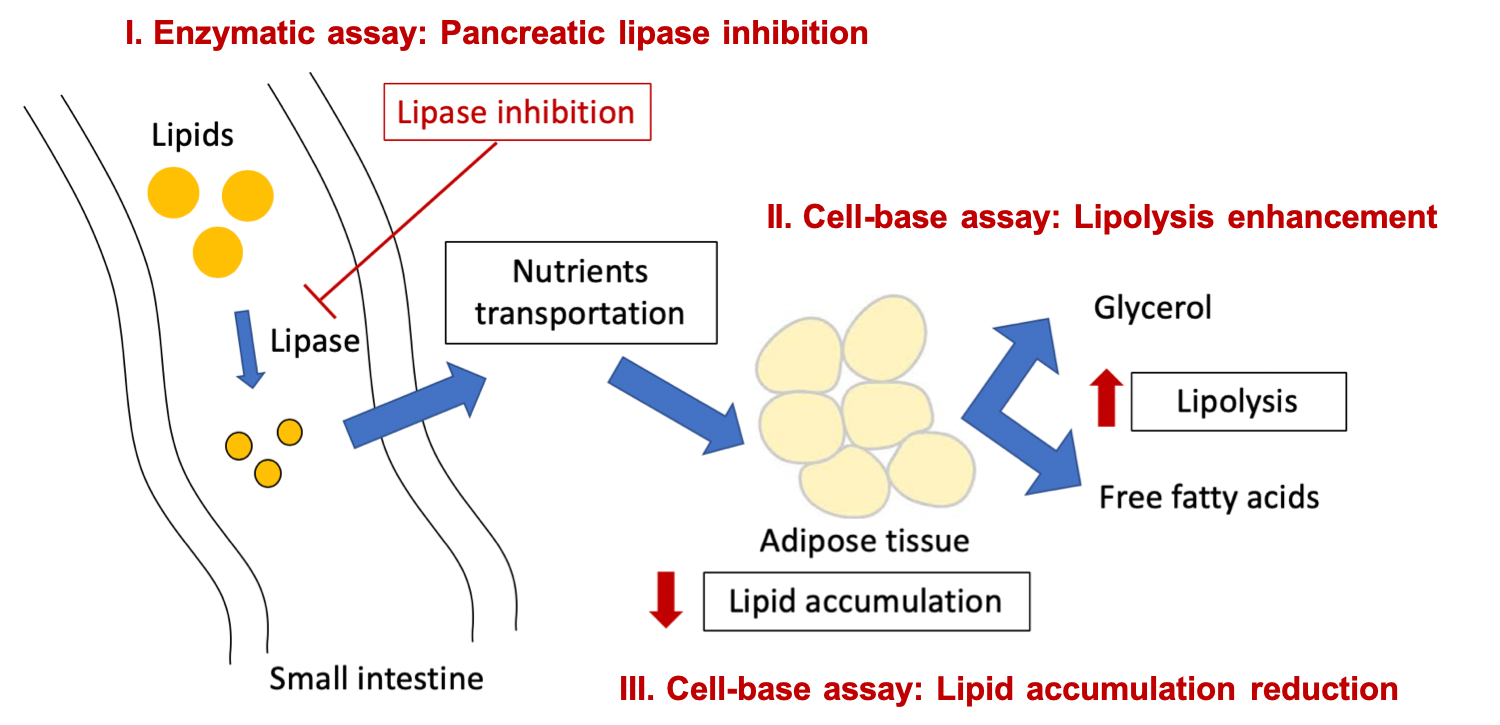 I. Enzymatic assay: Pancreatic lipase inhibition
Lipase inhibition
Lipids
II. Cell-base assay: Lipolysis enhancement
Nutrients
transportation
Glycerol
Lipase
Lipolysis
Free fatty acids
Adipose tissue
Lipid accumulation
Small intestine
III. Cell-base assay: Lipid accumulation reduction